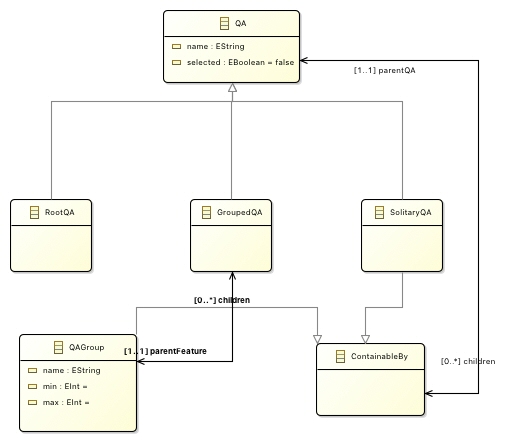 QA
name : EString
selected : EBoolean = false
[1..1] parentQA
RootQA
GroupedQA
SolitaryQA
[0..*] children
QAGroup
[1..1] parentFeature
ContainableBy
[0..*] children
name : EString
min : EInt =
max : EInt =